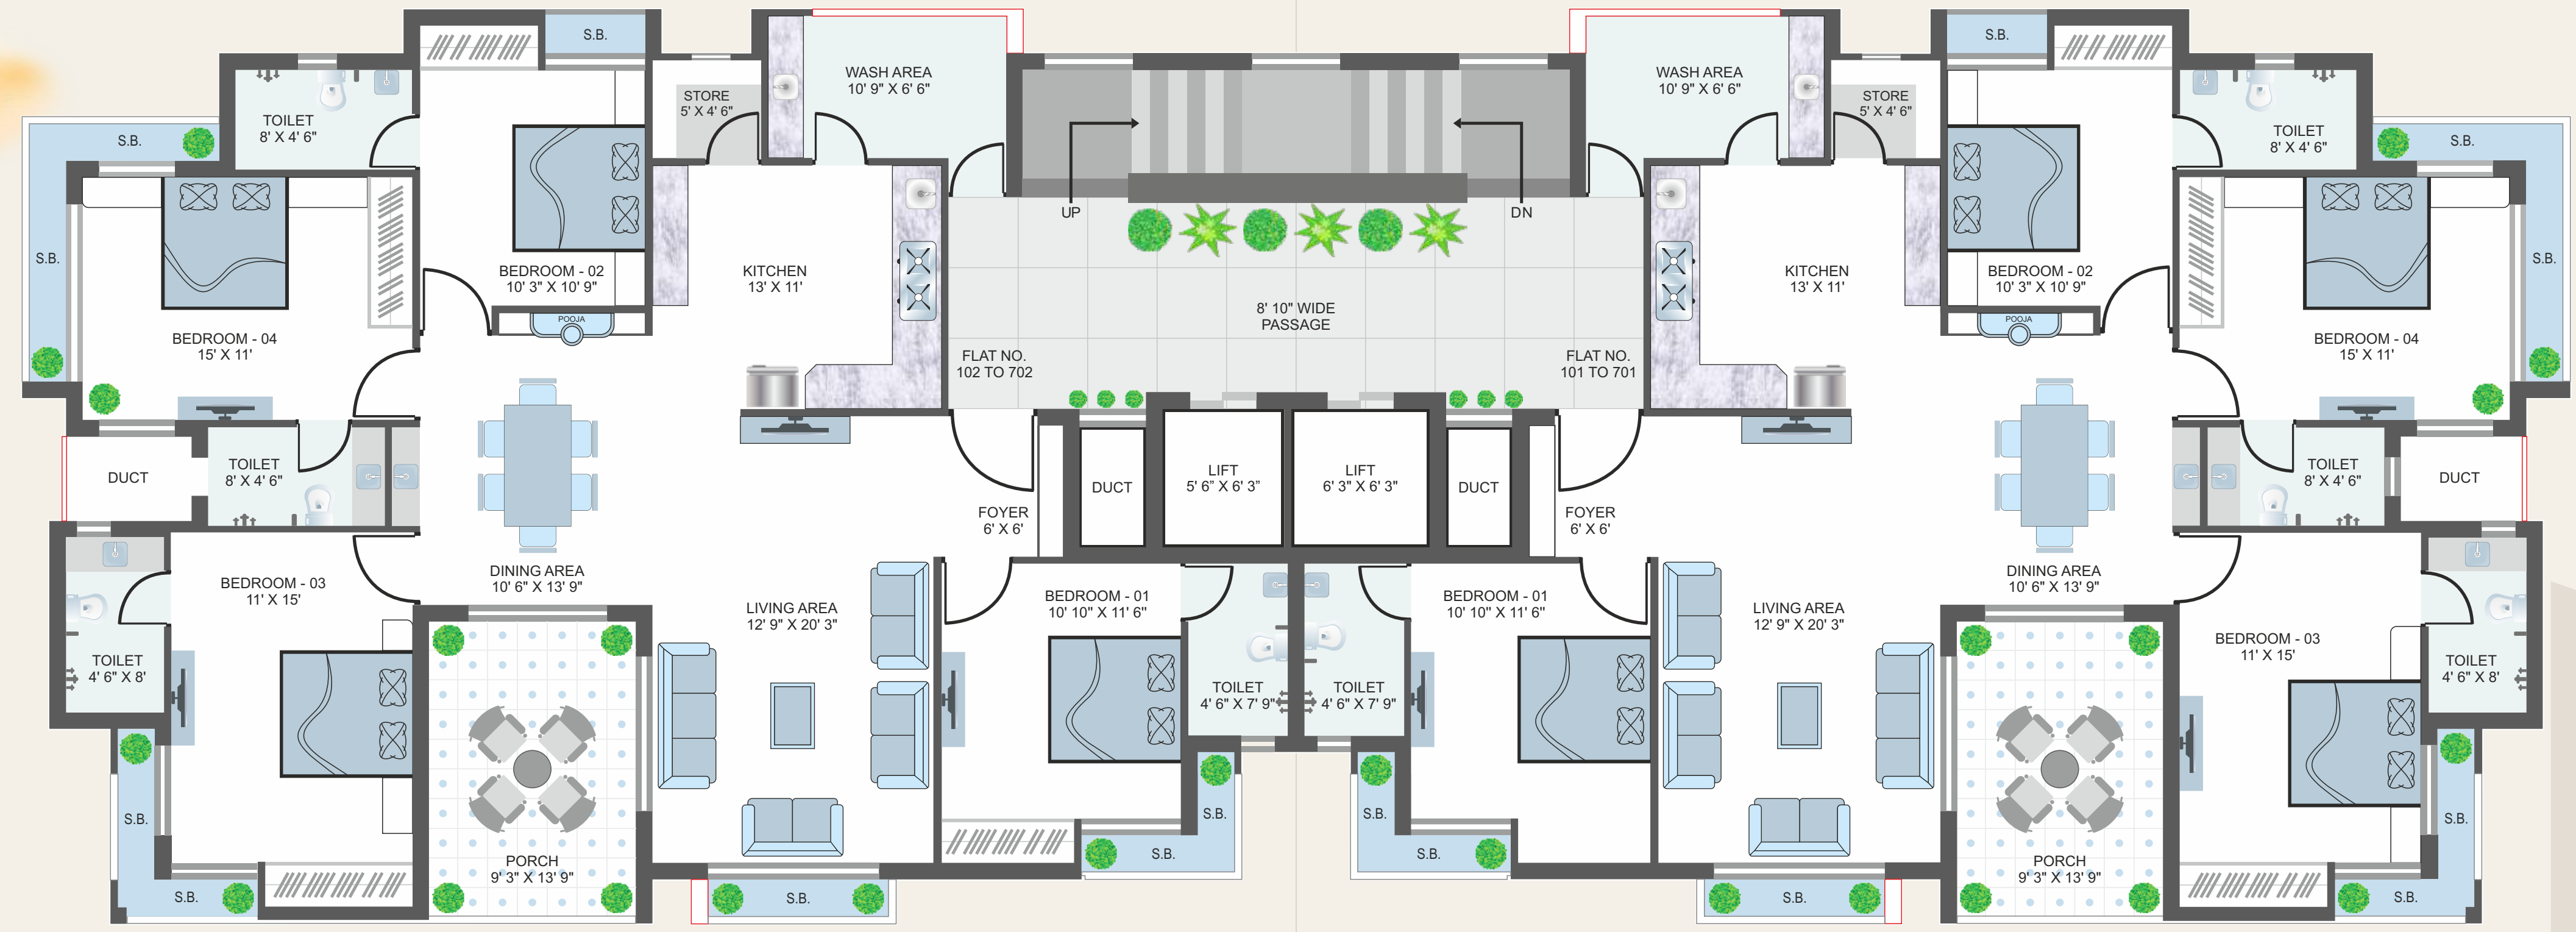 S.B.
WASH AREA
10' 9" X 6' 6"
STORE
5' X 4' 6"
TOILET
8' X 4' 6"
S.B.
S.B.
BEDROOM - 02
10' 3" X 10' 9"
POOJA
KITCHEN
13' X 11'
BEDROOM - 04
15' X 11'
UP
DN
8' 10" WIDE
PASSAGE
FLAT NO.
102 TO 702
FLAT NO.
101 TO 701
WASH AREA
10' 9" X 6' 6"
STORE
5' X 4' 6"
S.B.
TOILET
8' X 4' 6"
S.B.
S.B.
KITCHEN
13' X 11'
BEDROOM - 02
10' 3" X 10' 9"
POOJA
BEDROOM - 04
15' X 11'
DUCT
TOILET
8' X 4' 6"
DINING AREA
10' 6" X 13' 9"
FOYER
6' X 6'
DUCT
LIFT
5' 6” X 6' 3”
LIFT
6' 3" X 6' 3"
DUCT
FOYER
6' X 6'
DINING AREA
10' 6" X 13' 9"
TOILET
8' X 4' 6"
DUCT
BEDROOM - 03
11' X 15'
TOILET
4' 6" X 8'
S.B.
S.B.
PORCH
9' 3" X 13' 9"
LIVING AREA
12' 9" X 20' 3"
S.B.
BEDROOM - 01
10' 10" X 11' 6"
TOILET
4' 6" X 7' 9"
S.B.
S.B.
TOILET
4' 6" X 7' 9"
BEDROOM - 01
10' 10" X 11' 6"
S.B.
S.B.
LIVING AREA
12' 9" X 20' 3"
S.B.
PORCH
9' 3" X 13' 9"
BEDROOM - 03
11' X 15'
TOILET
4' 6" X 8'
S.B.
S.B.